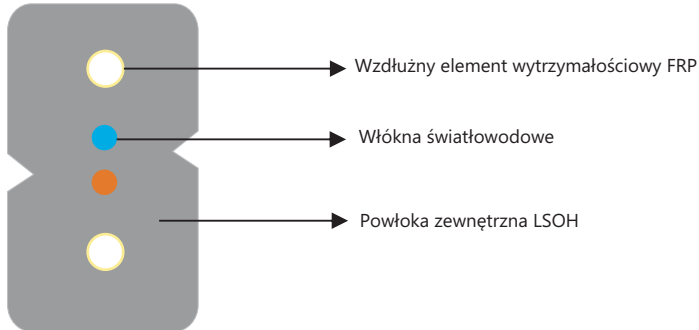 Wzdłużny element wytrzymałościowy FRP
Włókna światłowodowe
Powłoka zewnętrzna LSOH